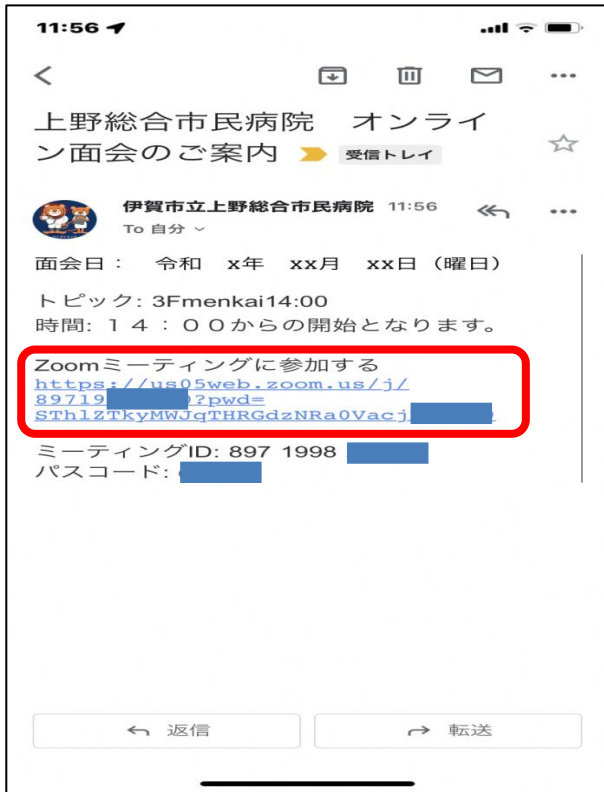 11:56
上野総合市民病院　オンライ
ン面会のご案内 受信トレイ
伊賀市立上野総合市民病院 11:56
To 自分
面会日：　令和　x年　xx月　xx日（曜日）
トピック: 3Fmenkai14:00
時間: １４：００からの開始となります。
Zoomミーティングに参加する
https://us05web.zoom.us/j/
89719 ?pwd=
SThlZTkyMWJqTHRGdzNRa0Vacj
ミーティングID: 897 1998
パスコード:
返信
転送